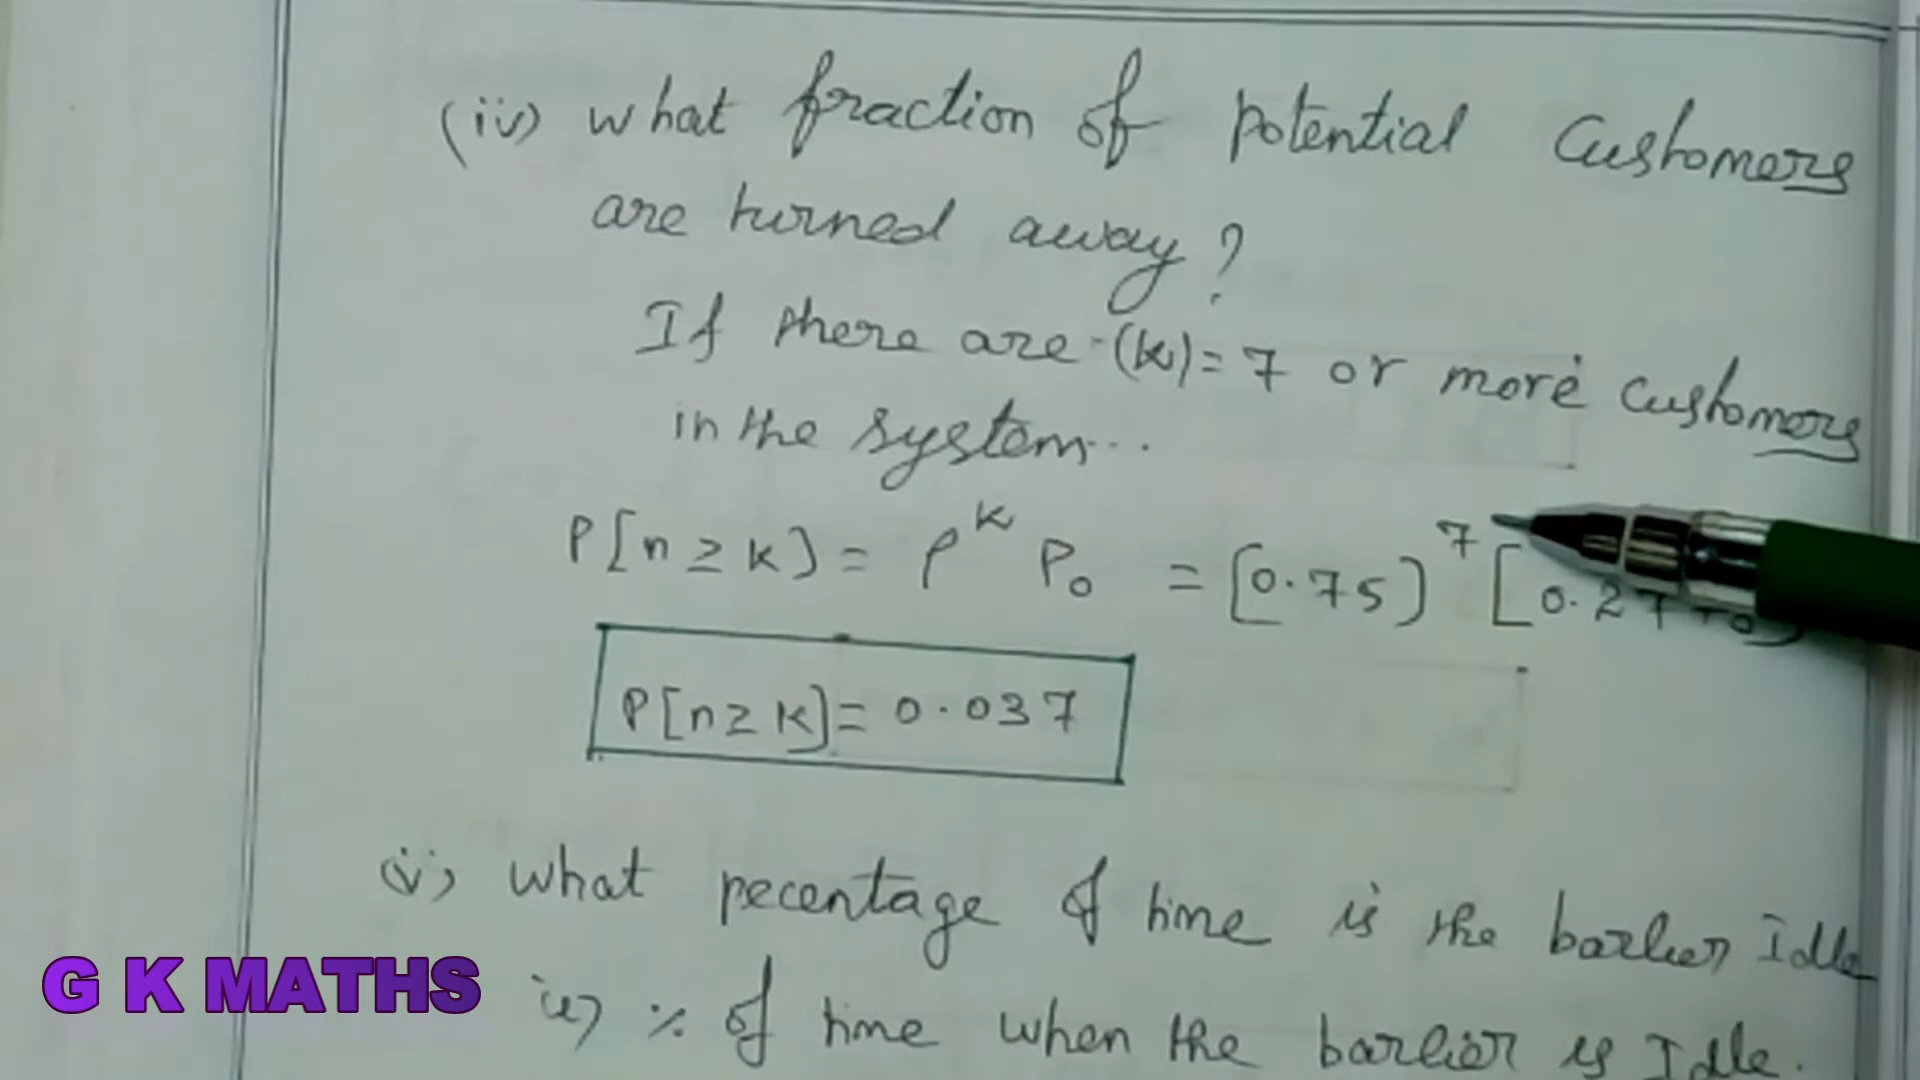 (iv) what fraction of potential customers
are turned away?
If there are (k)=7 or more customers
in the system...
P[n ≥ k] = ρ^k P₀ = [0.75]^7 [0.27
P[n ≥ k] = 0.037
(v) what pecentage of time is the barber Idle
ie) % of time when the barber is Idle.
G K MATHS